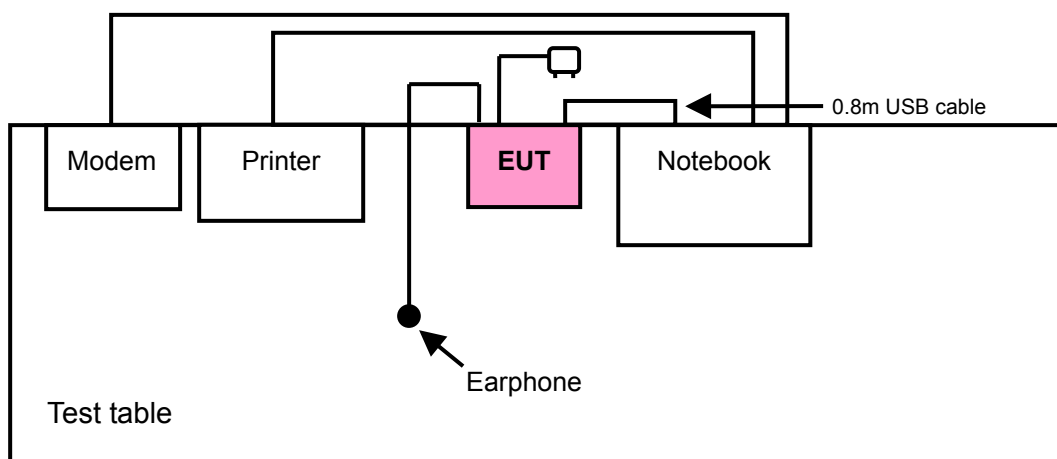 0.8m USB cable
Modem
Printer
EUT
Notebook
Earphone
Test table